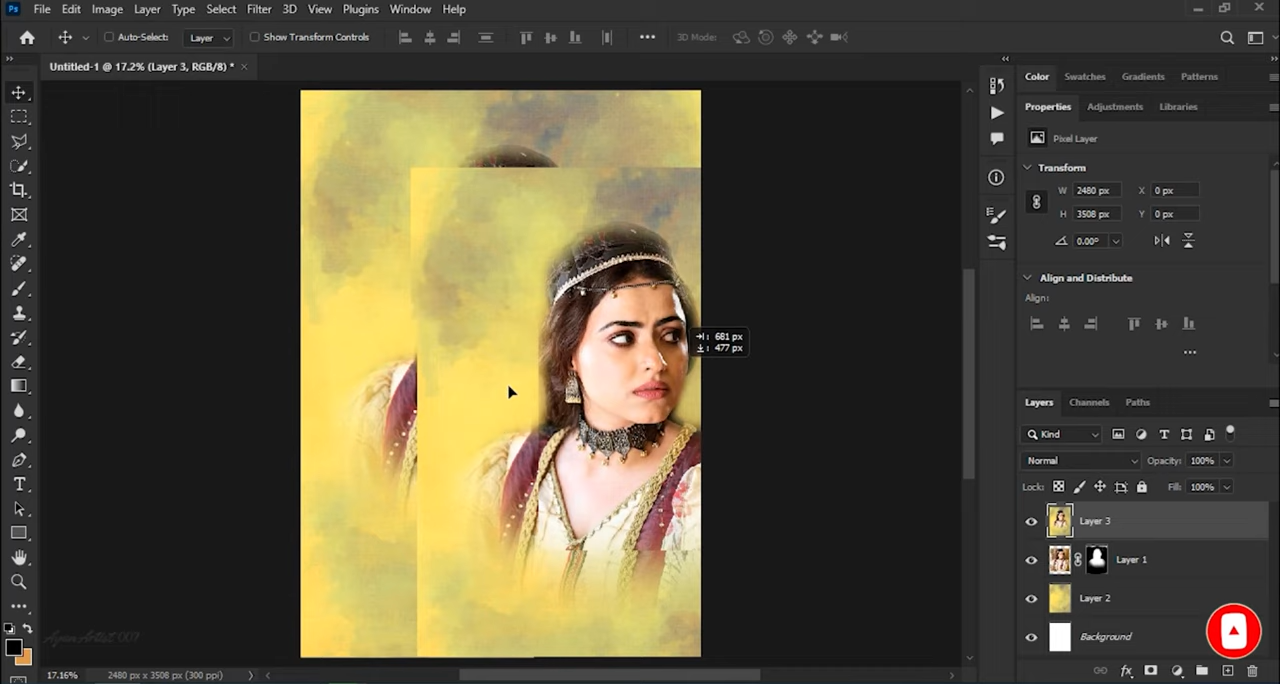 Ps File Edit Image Layer Type Select Filter 3D View Plugins Window Help
Auto-Select: Layer Show Transform Controls 3D Mode:
Untitled-1 @ 17.2% (Layer 3, RGB/8) * ×
Color Swatches Gradients Patterns
Properties Adjustments Libraries
Pixel Layer
Transform
W 2480 px X 0 px
H 3508 px Y 0 px
0.00°
Align and Distribute
Align:
681 px
477 px
Layers Channels Paths
Kind
Normal Opacity: 100%
Lock: Fill: 100%
Layer 3
Layer 1
Layer 2
Background
17.16% 2480 px x 3508 px (300 ppi)